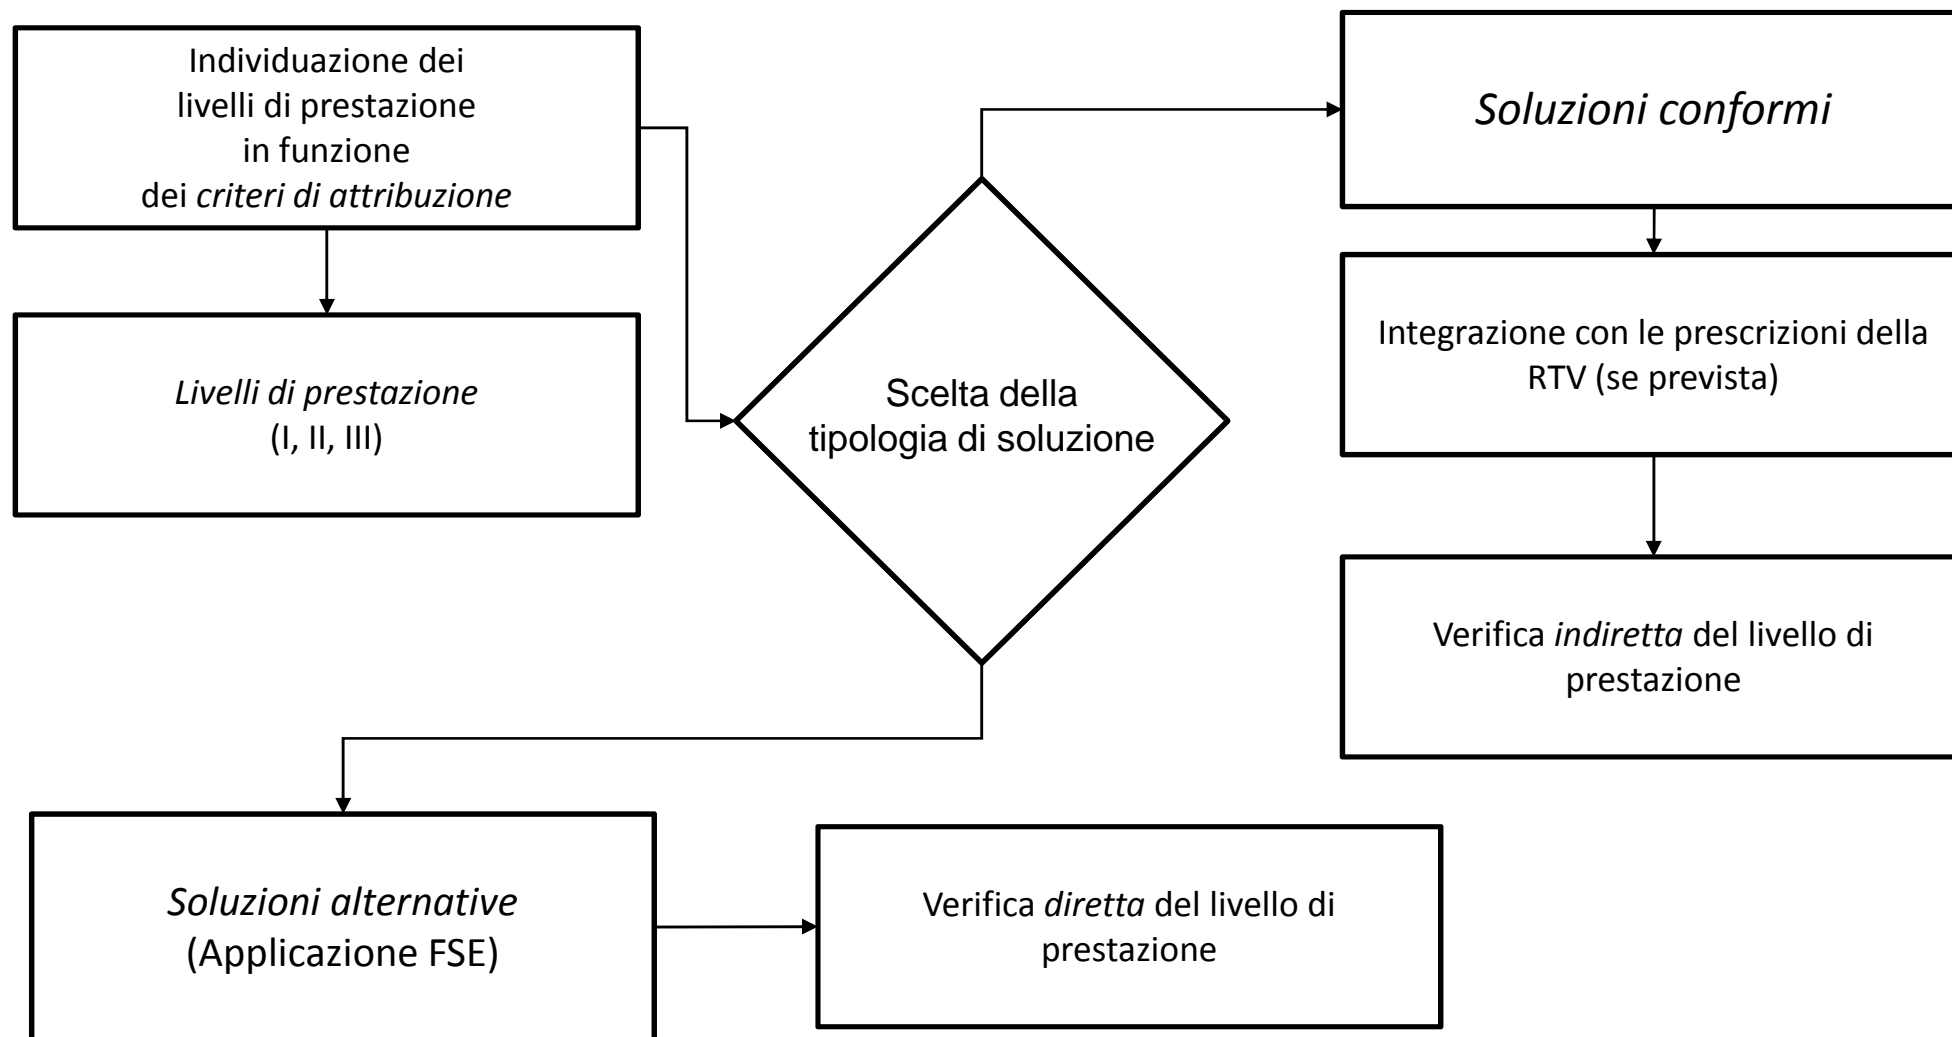 Individuazione dei
livelli di prestazione
in funzione
dei criteri di attribuzione
Livelli di prestazione
(I, II, III)
Scelta della
tipologia di soluzione
Soluzioni conformi
Integrazione con le prescrizioni della
RTV (se prevista)
Verifica indiretta del livello di
prestazione
Soluzioni alternative
(Applicazione FSE)
Verifica diretta del livello di
prestazione